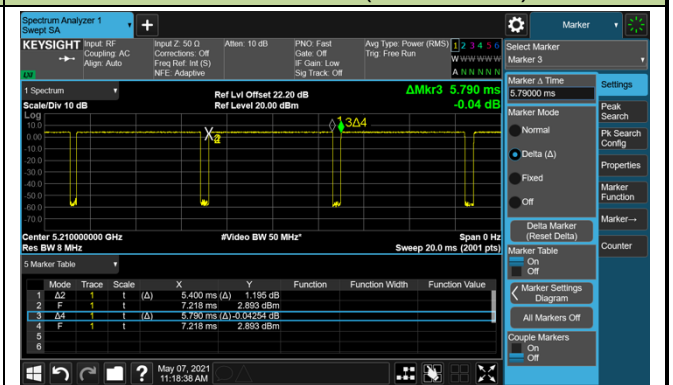 Spectrum Analyzer 1
Swept SA
Marker
KEYSIGHT Input: RF Input Z: 50 Ω Atten: 10 dB PNO: Fast Avg Type: Power (RMS) 1 2 3 4 5 6
Coupling: AC Corrections: Off Gate: Off Trig: Free Run W W W W W W
Align: Auto Freq Ref: Int (S) IF Gain: Low
NFE: Adaptive Sig Track: Off A N N N N N
LXI
Select Marker
Marker 3
1 Spectrum
Ref Lvl Offset 22.20 dB
ΔMkr3 5.790 ms
Scale/Div 10 dB Ref Level 20.00 dBm -0.04 dB
Log
10.0
0.00
-10.0
-20.0
-30.0
-40.0
-50.0
-60.0
-70.0
3Δ4
Center 5.210000000 GHz #Video BW 50 MHz* Span 0 Hz
Res BW 8 MHz Sweep 20.0 ms (2001 pts)
5 Marker Table
Mode Trace Scale X Y Function Function Width Function Value
1 Δ2 1 t (Δ) 5.400 ms (Δ) 1.195 dB
2 F 1 t 7.218 ms 2.893 dBm
3 Δ4 1 t (Δ) 5.790 ms (Δ) -0.04254 dB
4 F 1 t 7.218 ms 2.893 dBm
5
6
Marker Δ Time
5.79000 ms
Marker Mode
Normal
Delta (Δ)
Fixed
Off
Delta Marker
(Reset Delta)
Marker Table
On
Off
Marker Settings
Diagram
All Markers Off
Couple Markers
On
Off
Settings
Peak
Search
Pk Search
Config
Properties
Marker
Function
Marker→
Counter
May 07, 2021
11:18:38 AM